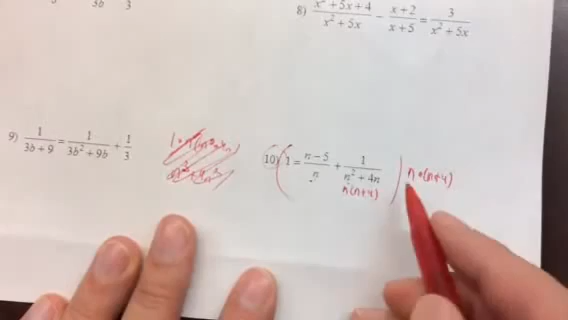 3b 3
8) x² + 5x + 4 / x² + 5x − x + 2 / x + 5 = 3 / x² + 5x
9) 1 / 3b + 9 = 1 / 3b² + 9b + 1 / 3
10) ( 1 = n − 5 / n + 1 / n² + 4n ) n•(n+4)
n(n+4)